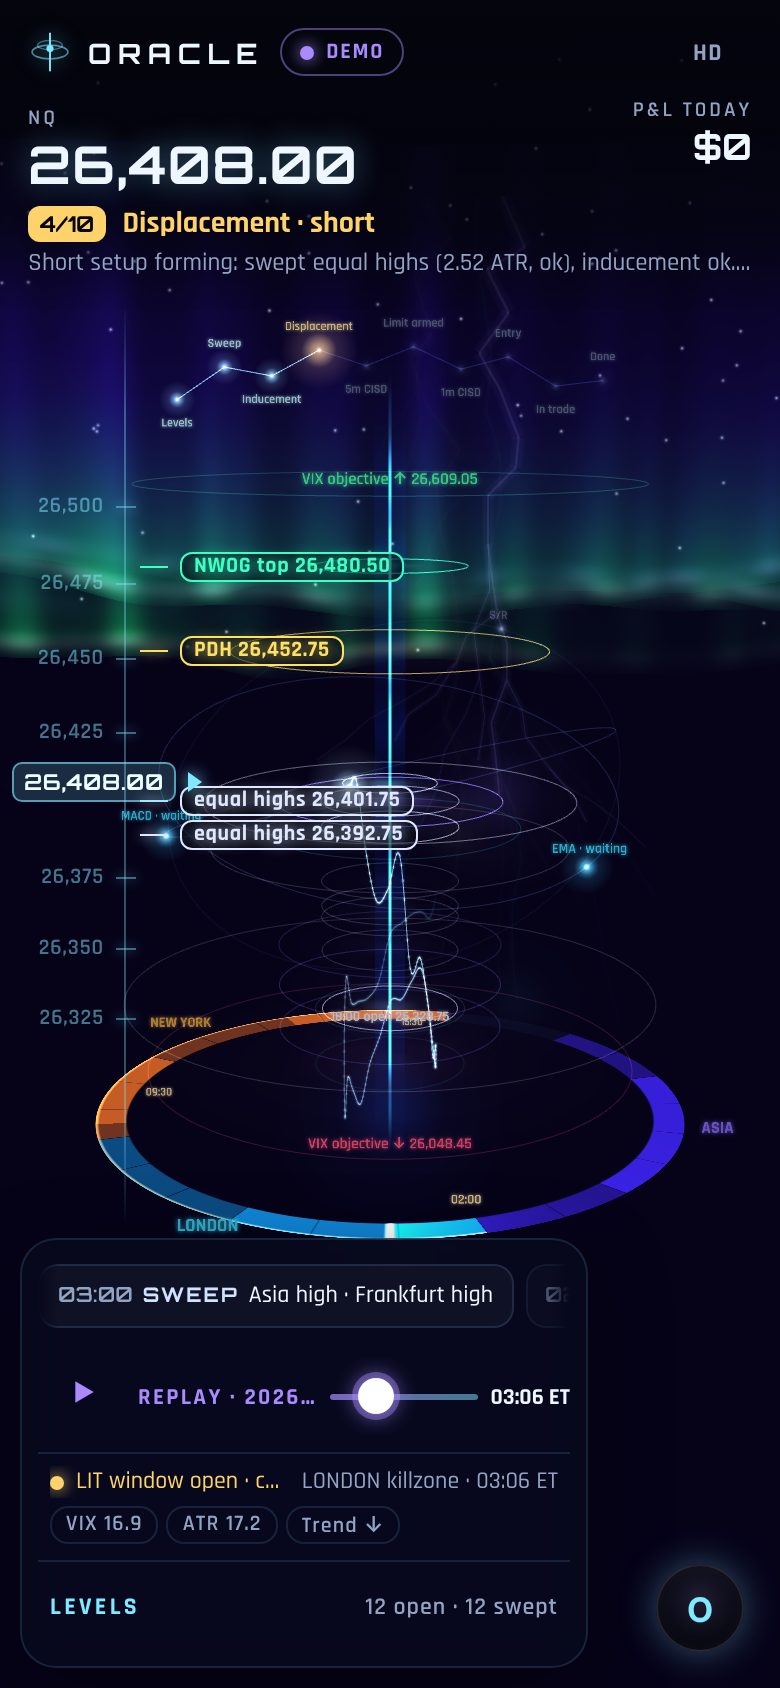 ORACLE
DEMO
HD
NQ
P&L TODAY
26,408.00
$0
4/10 Displacement · short
Short setup forming: swept equal highs (2.52 ATR, ok), inducement ok....
Displacement
Limit armed
Entry
Sweep
Done
5m CISD
1m CISD
Inducement
In trade
Levels
VIX objective ↑ 26,609.05
26,500
NWOG top 26,480.50
26,475
S/R
PDH 26,452.75
26,450
26,425
26,408.00
equal highs 26,401.75
MACD · waiting
equal highs 26,392.75
EMA · waiting
26,375
26,350
26,325
NEW YORK
09:30
ASIA
VIX objective ↓ 26,048.45
02:00
LONDON
03:00 SWEEP Asia high · Frankfurt high
REPLAY · 2026...
03:06 ET
LIT window open · c...
LONDON killzone · 03:06 ET
VIX 16.9
ATR 17.2
Trend ↓
LEVELS
12 open · 12 swept
O